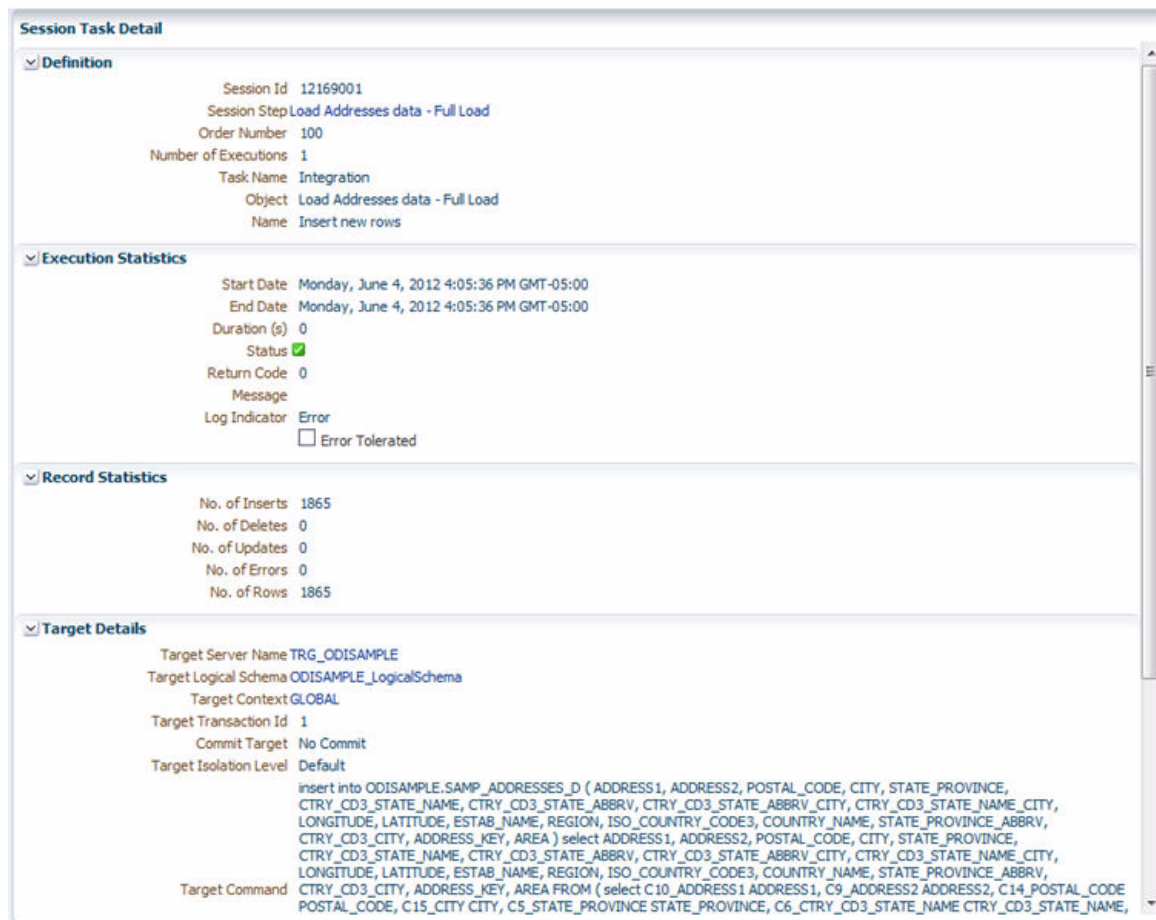 Session Task Detail
Definition
Session Id 12169001
Session Step Load Addresses data - Full Load
Order Number 100
Number of Executions 1
Task Name Integration
Object Load Addresses data - Full Load
Name Insert new rows
Execution Statistics
Start Date Monday, June 4, 2012 4:05:36 PM GMT-05:00
End Date Monday, June 4, 2012 4:05:36 PM GMT-05:00
Duration (s) 0
Status
Return Code 0
Message
Log Indicator Error
Error Tolerated
Record Statistics
No. of Inserts 1865
No. of Deletes 0
No. of Updates 0
No. of Errors 0
No. of Rows 1865
Target Details
Target Server Name TRG_ODISAMPLE
Target Logical Schema ODISAMPLE_LogicalSchema
Target Context GLOBAL
Target Transaction Id 1
Commit Target No Commit
Target Isolation Level Default
insert into ODISAMPLE.SAMP_ADDRESSES_D ( ADDRESS1, ADDRESS2, POSTAL_CODE, CITY, STATE_PROVINCE,
CTRY_CD3_STATE_NAME, CTRY_CD3_STATE_ABBRV, CTRY_CD3_STATE_ABBRV_CITY, CTRY_CD3_STATE_NAME_CITY,
LONGITUDE, LATITUDE, ESTAB_NAME, REGION, ISO_COUNTRY_CODE3, COUNTRY_NAME, STATE_PROVINCE_ABBRV,
CTRY_CD3_CITY, ADDRESS_KEY, AREA ) select ADDRESS1, ADDRESS2, POSTAL_CODE, CITY, STATE_PROVINCE,
CTRY_CD3_STATE_NAME, CTRY_CD3_STATE_ABBRV, CTRY_CD3_STATE_ABBRV_CITY, CTRY_CD3_STATE_NAME_CITY,
LONGITUDE, LATITUDE, ESTAB_NAME, REGION, ISO_COUNTRY_CODE3, COUNTRY_NAME, STATE_PROVINCE_ABBRV,
Target Command CTRY_CD3_CITY, ADDRESS_KEY, AREA FROM ( select C10_ADDRESS1 ADDRESS1, C9_ADDRESS2 ADDRESS2, C14_POSTAL_CODE
POSTAL_CODE, C15_CITY CITY, C5_STATE_PROVINCE STATE_PROVINCE, C6_CTRY_CD3_STATE_NAME CTRY_CD3_STATE_NAME,